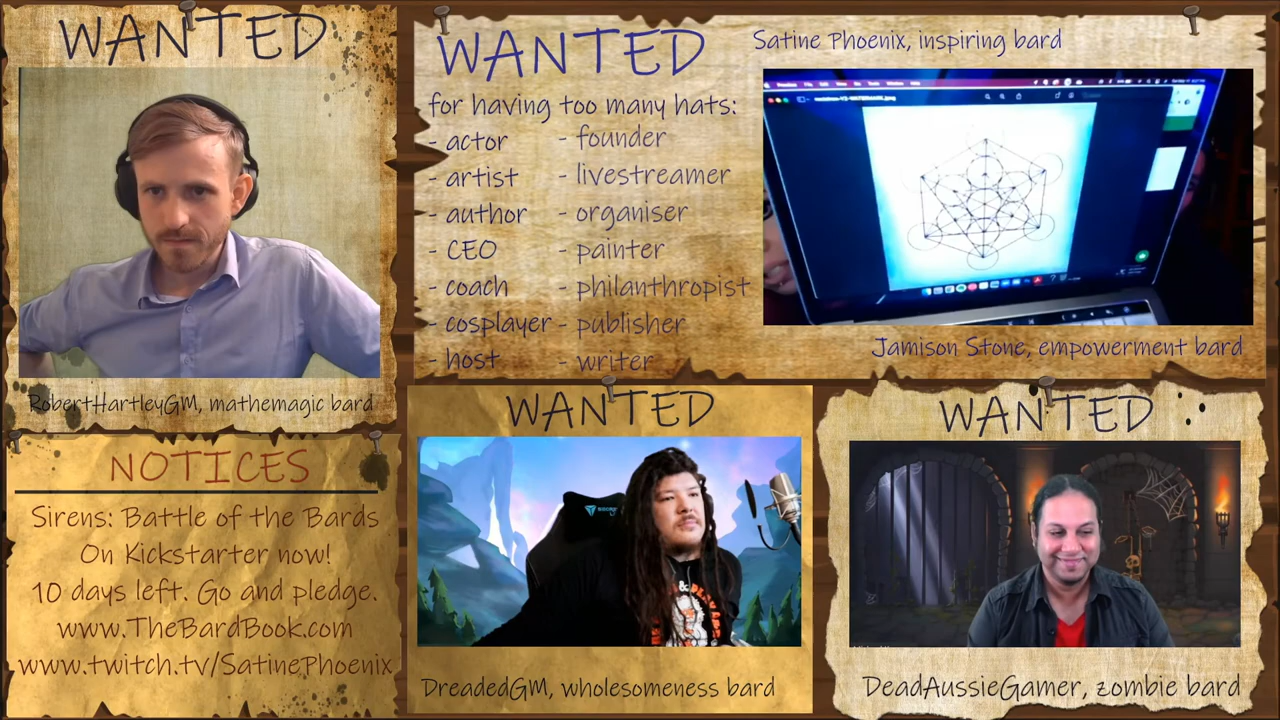 WANTED
RobertHartleyGM, mathemagic bard
WANTED
for having too many hats:
- actor
- artist
- author
- CEO
- coach
- cosplayer
- host
- founder
- livestreamer
- organiser
- painter
- philanthropist
- publisher
- writer
Satine Phoenix, inspiring bard
Jamison Stone, empowerment bard
NOTICES
Sirens: Battle of the Bards
On Kickstarter now!
10 days left. Go and pledge.
www.TheBardBook.com
www.twitch.tv/SatinePhoenix
WANTED
DreadedGM, wholesomeness bard
WANTED
DeadAussieGamer, zombie bard